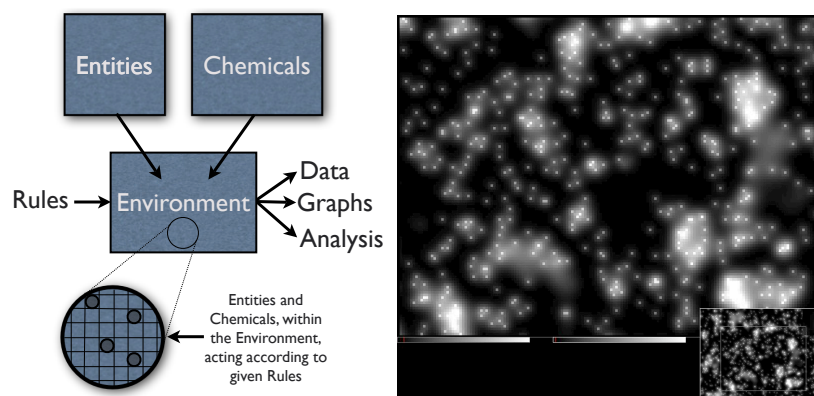 Entities
Chemicals
Rules
Environment
Data
Graphs
Analysis
Entities and
Chemicals, within
the Environment,
acting according to
given Rules